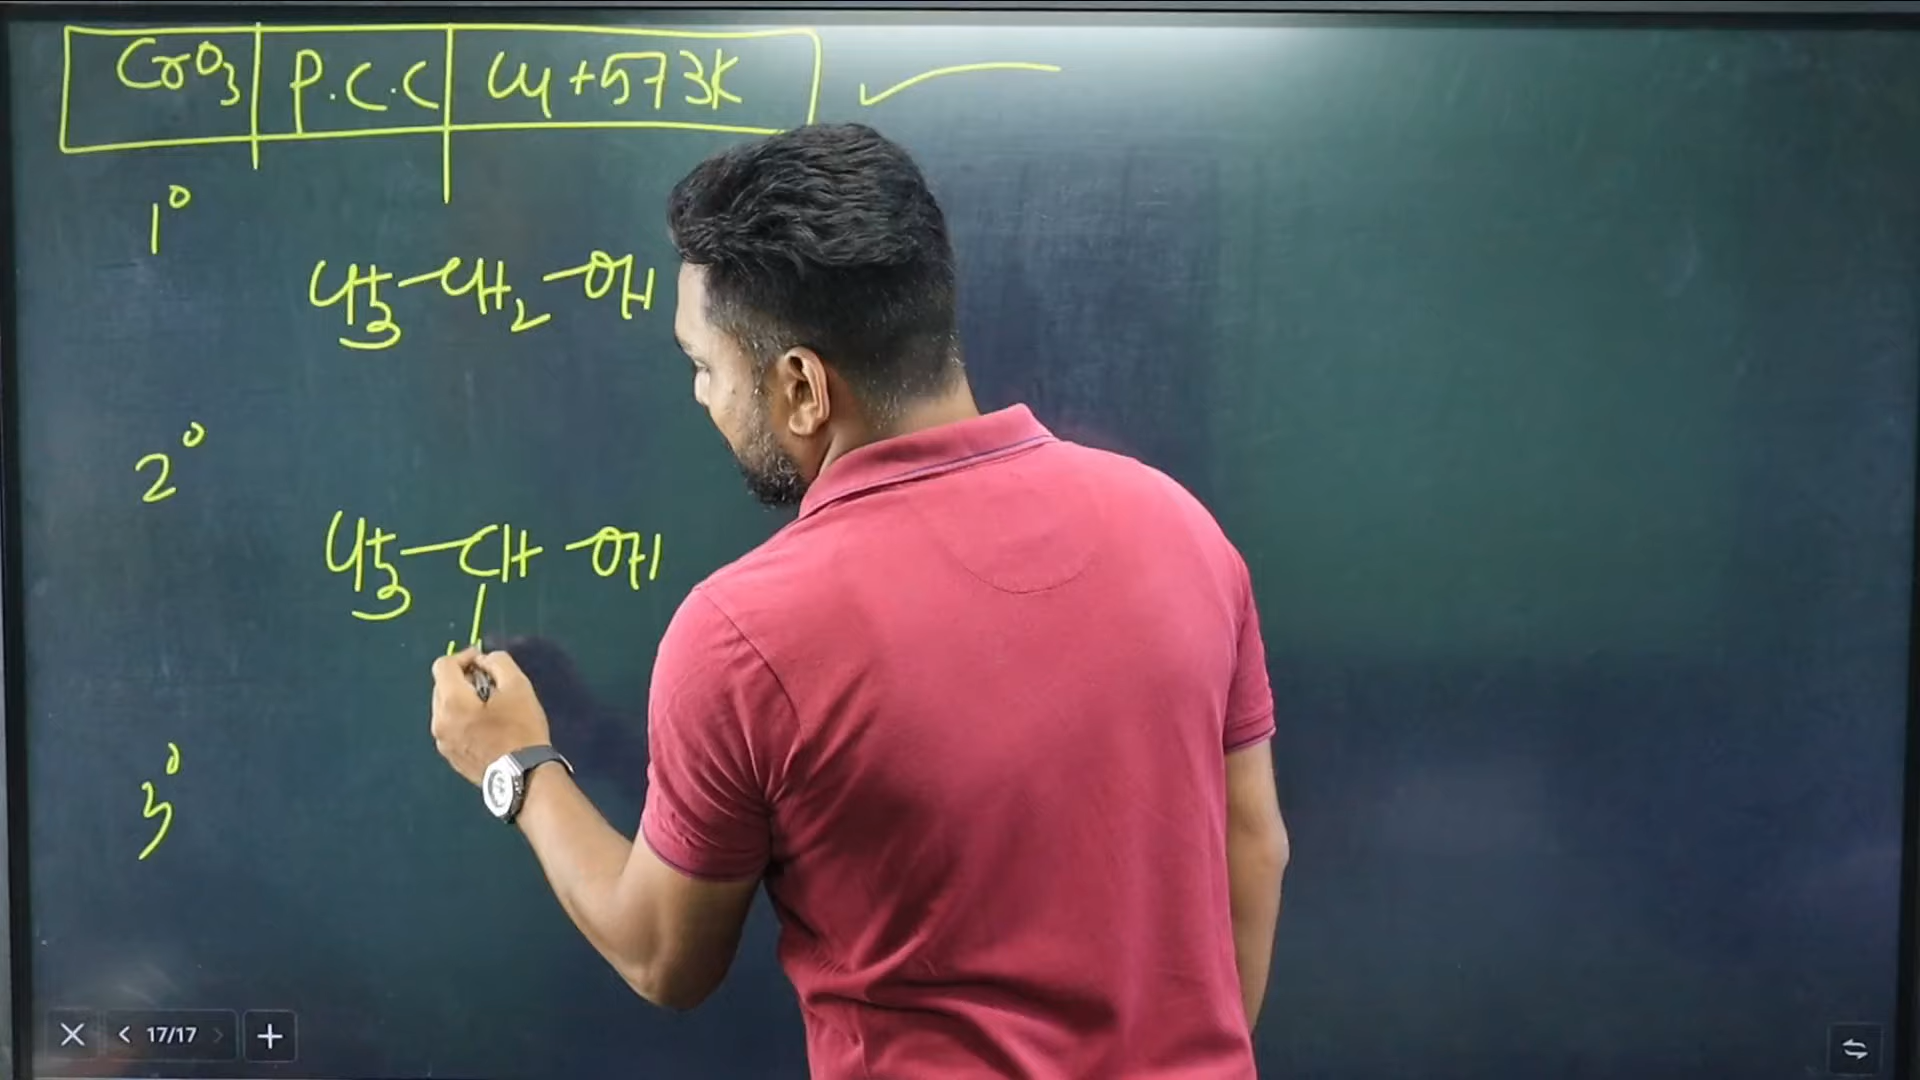 CrO3 P.C.C Cu+573K
1°
CH3-CH2-OH
2°
CH3-CH-OH
3°
17/17